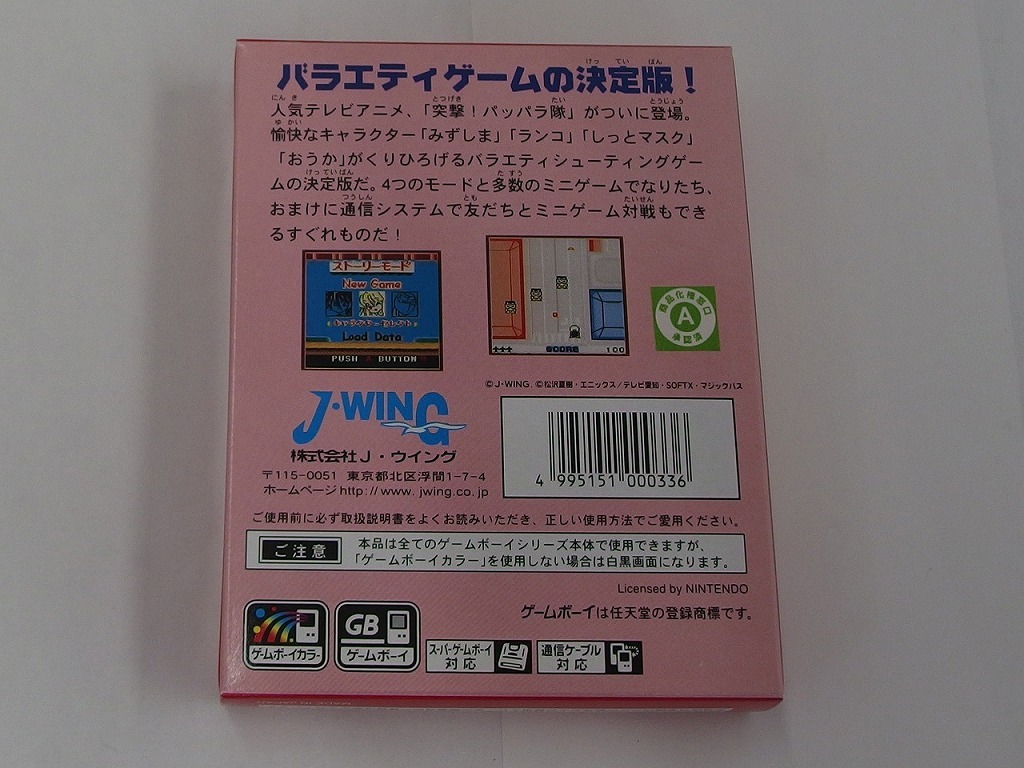 バラエティゲームの決定版！
人気テレビアニメ、「突撃！パッパラ隊」がついに登場。
愉快なキャラクター「みずしま」「ランコ」「しっとマスク」
「おうか」がくりひろげるバラエティシューティングゲー
ムの決定版だ。4つのモードと多数のミニゲームでなりたち、
おまけに通信システムで友だちとミニゲーム対戦もでき
るすぐれものだ！
ストーリーモード
New Game
Load Data
PUSH A BUTTON
SCORE 100
商品化権窓口
A
承認済
©J-WING, ©松沢夏樹・エニックス／テレビ愛知・SOFTX・マジックバス
J・WING
株式会社J・ウイング
〒115-0051 東京都北区浮間1-7-4
ホームページ http://www.jwing.co.jp
4 995151 000336
ご使用前に必ず取扱説明書をよくお読みいただき、正しい使用方法でご愛用ください。
ご注意
本品は全てのゲームボーイシリーズ本体で使用できますが、
「ゲームボーイカラー」を使用しない場合は白黒画面になります。
Licensed by NINTENDO
ゲームボーイは任天堂の登録商標です。
ゲームボーイカラー
GB
ゲームボーイ
スーパーゲームボーイ
対応
通信ケーブル
対応